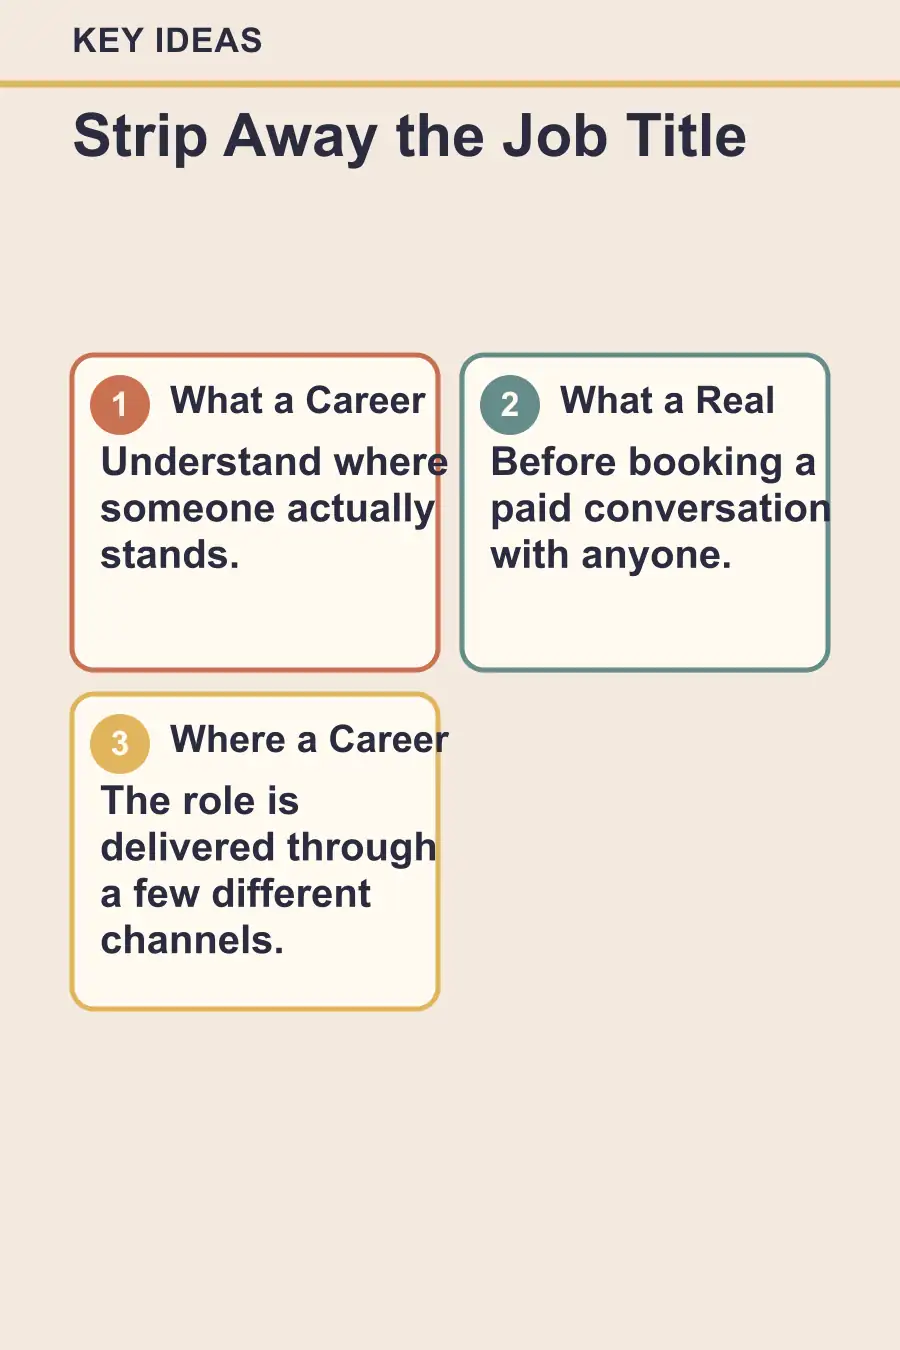 KEY IDEAS
Strip Away the Job Title
1 What a Career
Understand where
someone actually
stands.
2 What a Real
Before booking a
paid conversation
with anyone.
3 Where a Career
The role is
delivered through
a few different
channels.